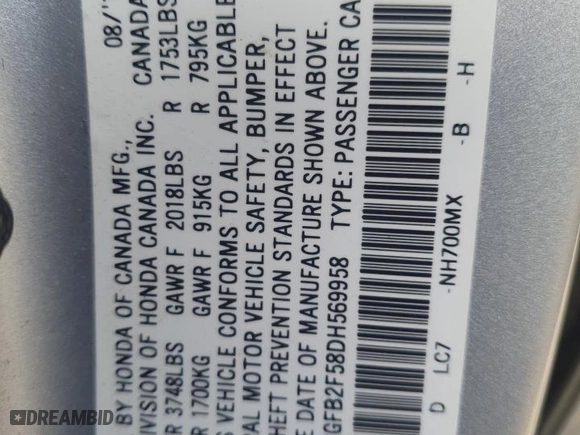 08/
BY HONDA OF CANADA MFG.,
DIVISION OF HONDA CANADA INC. CANADA
R 3748LBS GAWR F 2018LBS R 1753LBS
R 1700KG GAWR F 915KG R 795KG
S VEHICLE CONFORMS TO ALL APPLICABLE
RAL MOTOR VEHICLE SAFETY, BUMPER,
HEFT PREVENTION STANDARDS IN EFFECT
E DATE OF MANUFACTURE SHOWN ABOVE.
GFB2F58DH569958 TYPE: PASSENGER CA
D LC7 -NH700MX -B -H
DREAMBID